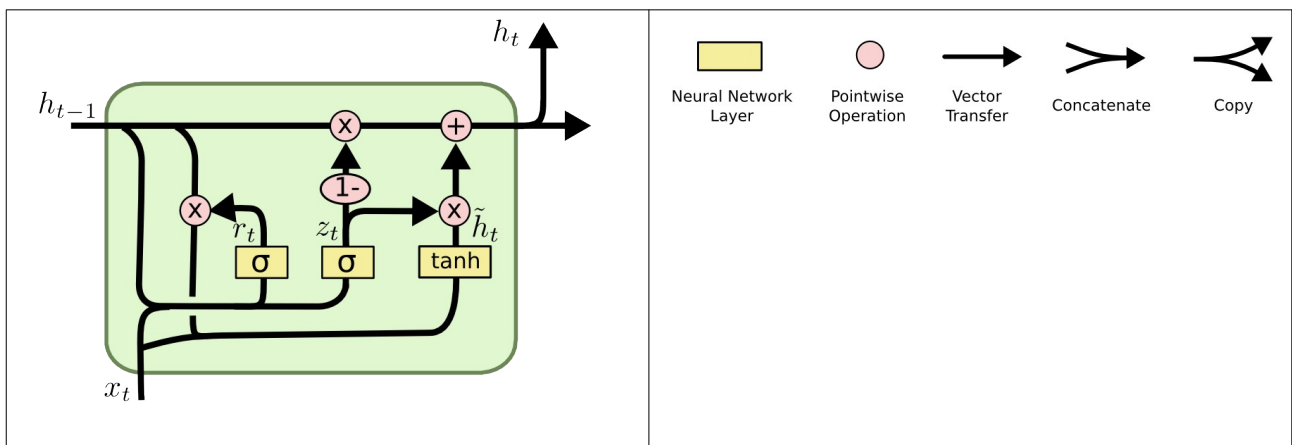 h_t
h_{t-1}
x
+
1-
x
x
r_t
z_t
h̃_t
σ
σ
tanh
x_t
Neural Network
Layer
Pointwise
Operation
Vector
Transfer
Concatenate
Copy